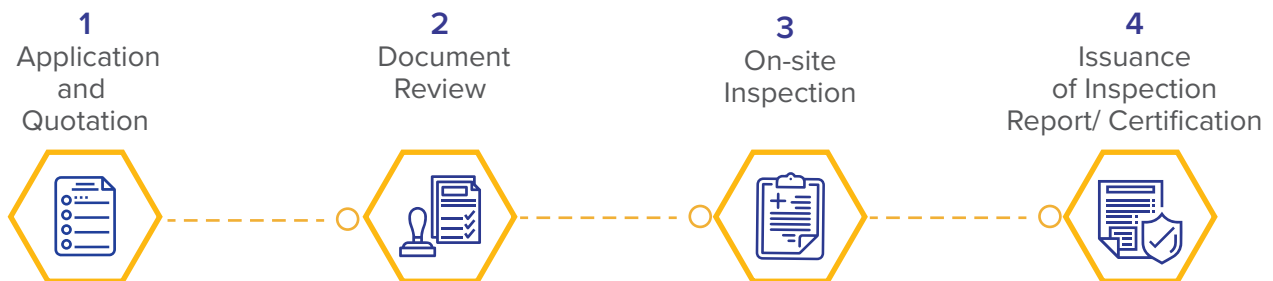 1
Application
and
Quotation
2
Document
Review
3
On-site
Inspection
4
Issuance
of Inspection
Report/ Certification